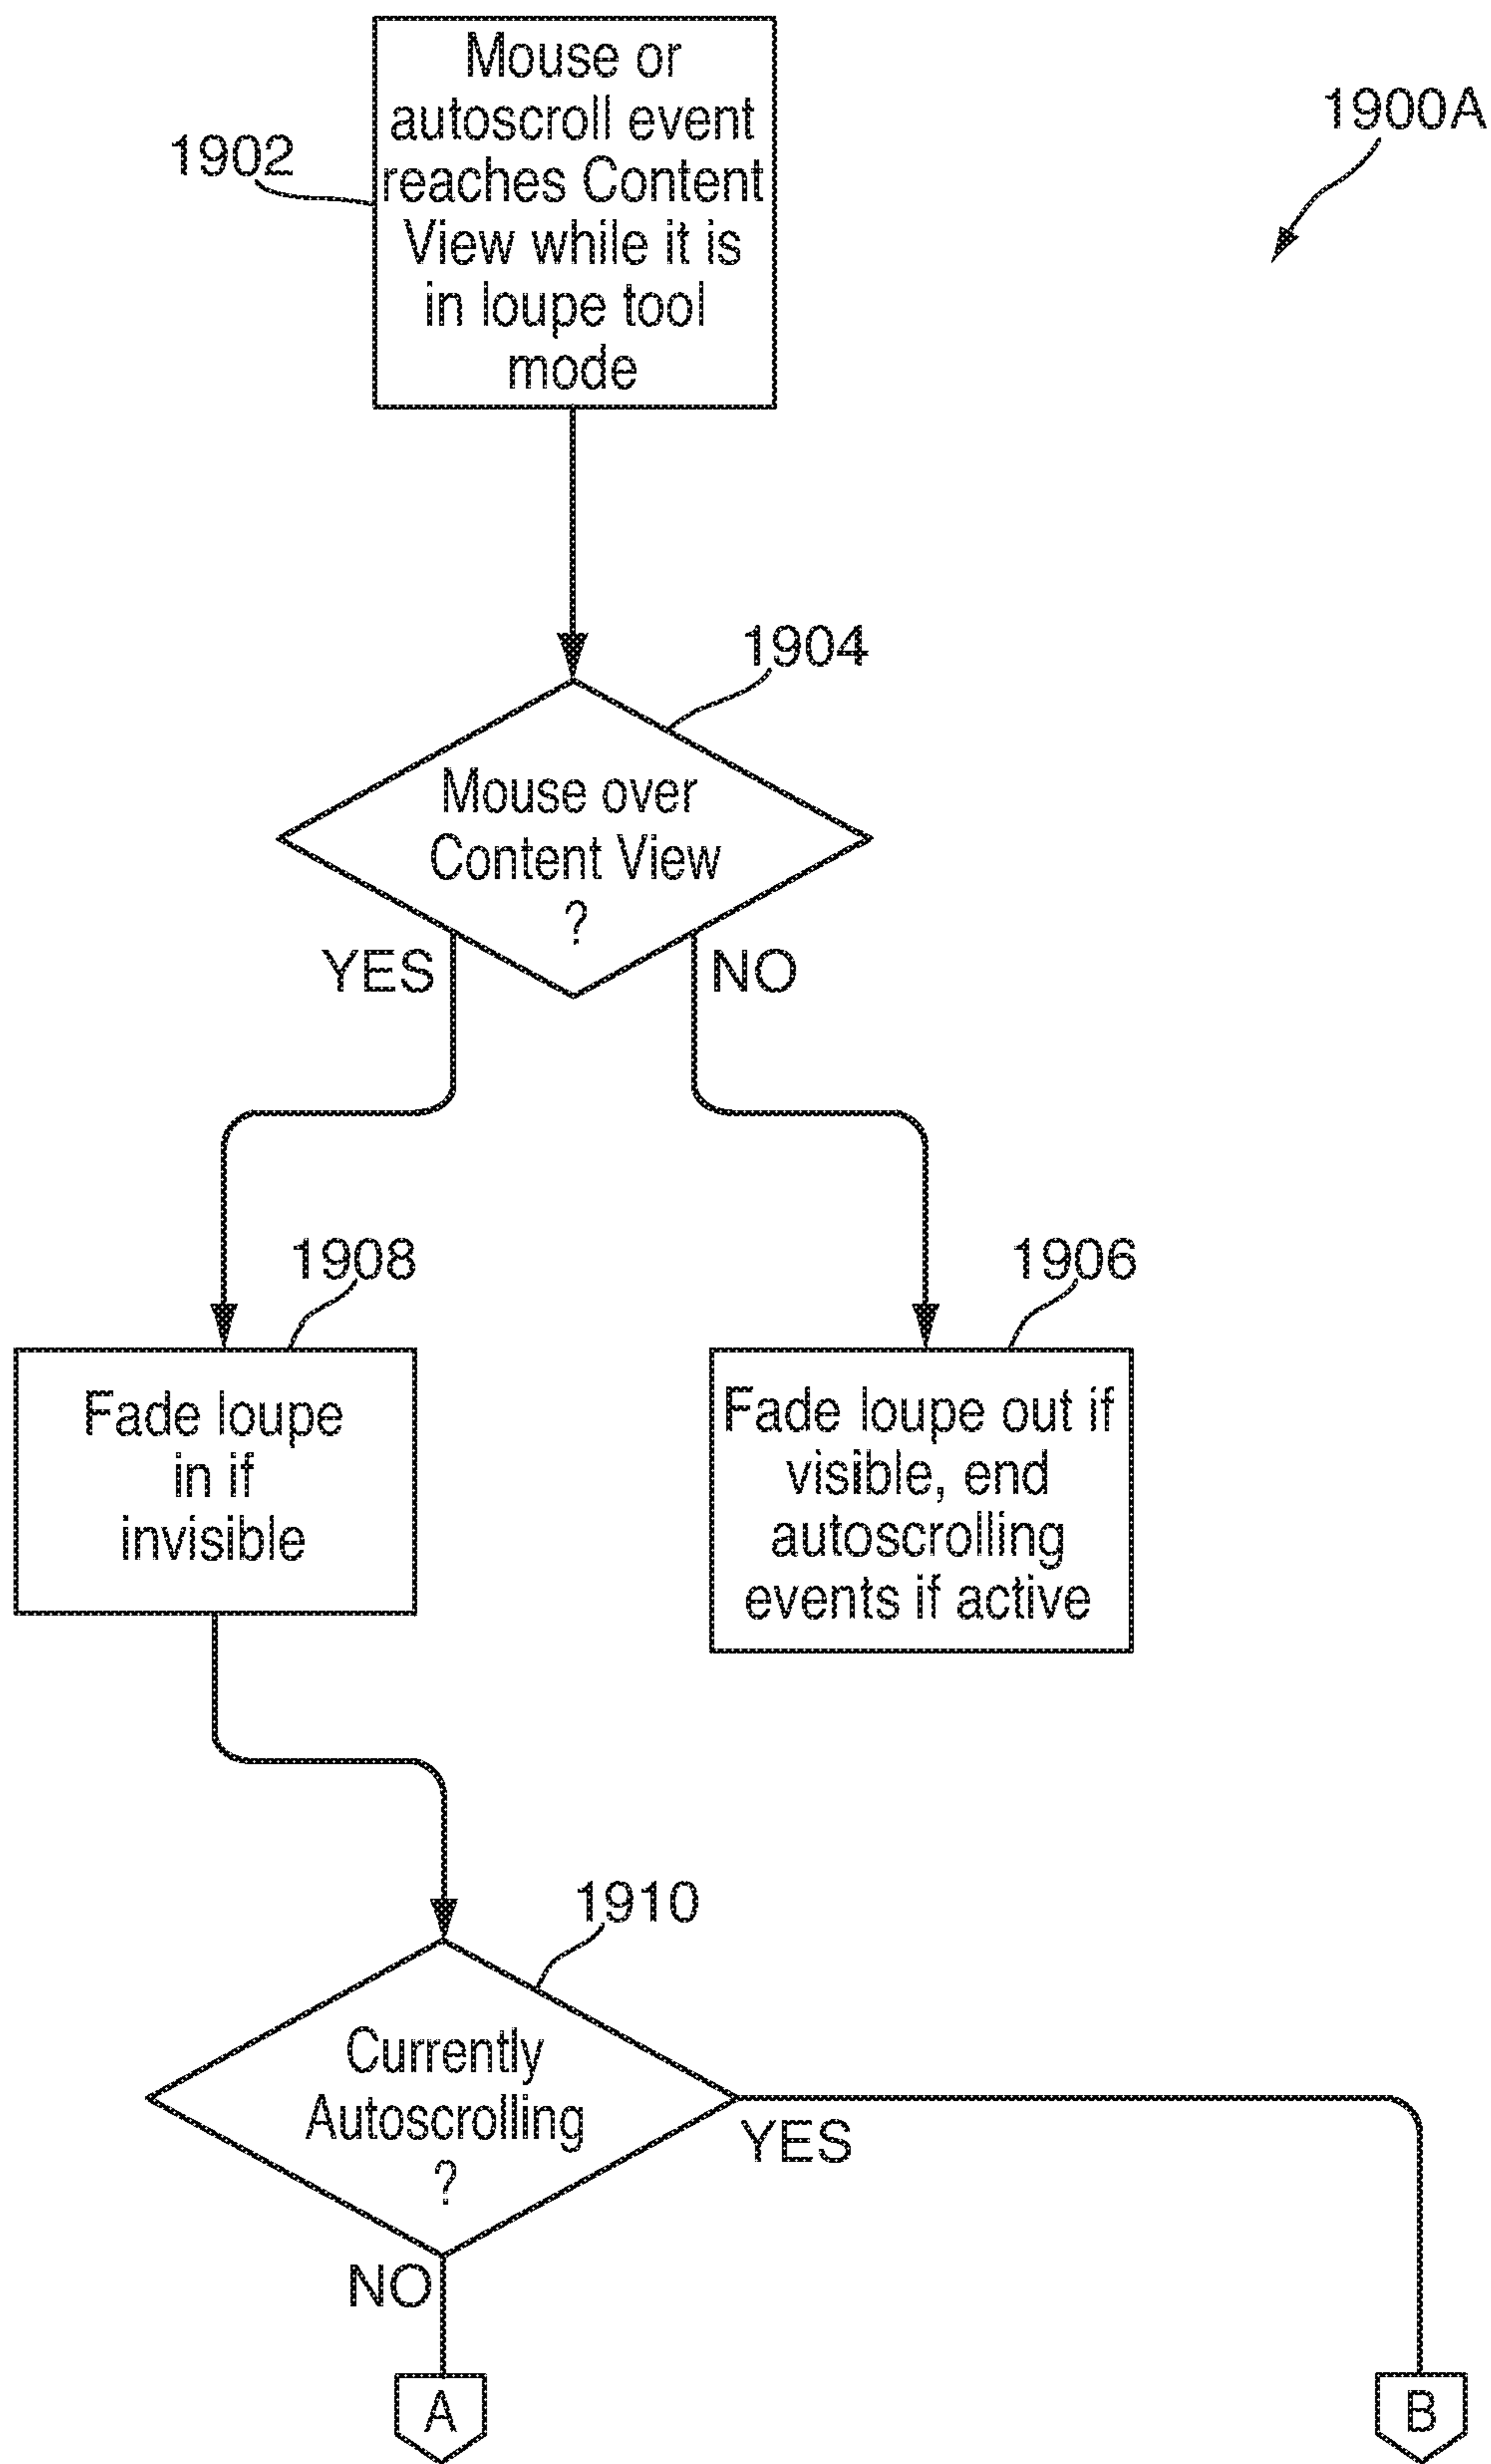 Mouse or
autoscroll event
reaches Content
View while it is
in loupe tool
mode
1902
1900A
1904
Mouse over
Content View
?
YES
NO
1908
1906
Fade loupe
in if
invisible
Fade loupe out if
visible, end
autoscrolling
events if active
1910
Currently
Autoscrolling
?
YES
NO
A
B